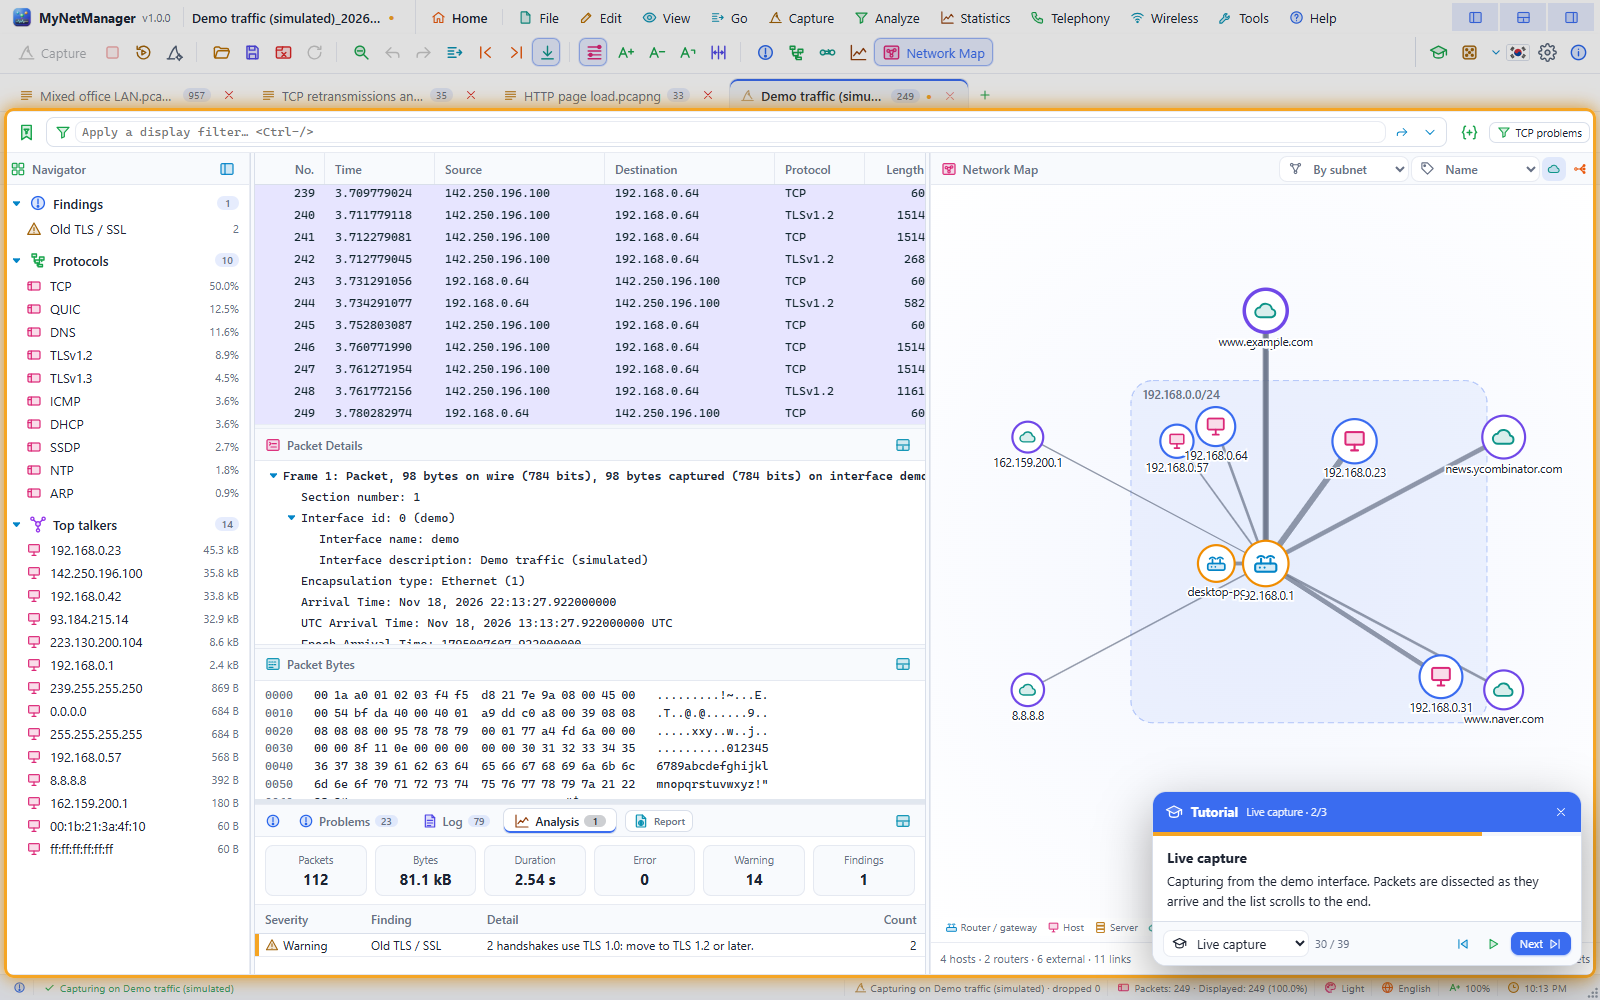 MyNetManager v1.0.0 Demo traffic (simulated)_2026... Home File Edit View Go Capture Analyze Statistics Telephony Wireless Tools Help
Capture A+ A- A Network Map
Mixed office LAN.pca... 957 TCP retransmissions an... 35 HTTP page load.pcapng 33 Demo traffic (simu... 249
Apply a display filter… <Ctrl-/> TCP problems
Navigator
Findings 1
Old TLS / SSL 2
Protocols 10
TCP 50.0%
QUIC 12.5%
DNS 11.6%
TLSv1.2 8.9%
TLSv1.3 4.5%
ICMP 3.6%
DHCP 3.6%
SSDP 2.7%
NTP 1.8%
ARP 0.9%
Top talkers 14
192.168.0.23 45.3 kB
142.250.196.100 35.8 kB
192.168.0.42 33.8 kB
93.184.215.14 32.9 kB
223.130.200.104 8.6 kB
192.168.0.1 2.4 kB
239.255.255.250 869 B
0.0.0.0 684 B
255.255.255.255 684 B
192.168.0.57 568 B
8.8.8.8 392 B
162.159.200.1 180 B
00:1b:21:3a:4f:10 60 B
ff:ff:ff:ff:ff:ff 60 B
No. Time Source Destination Protocol Length
239 3.709779024 142.250.196.100 192.168.0.64 TCP 60
240 3.711779118 142.250.196.100 192.168.0.64 TLSv1.2 1514
241 3.712279081 142.250.196.100 192.168.0.64 TCP 1514
242 3.712779045 142.250.196.100 192.168.0.64 TLSv1.2 268
243 3.731291056 192.168.0.64 142.250.196.100 TCP 60
244 3.734291077 192.168.0.64 142.250.196.100 TLSv1.2 582
245 3.752803087 142.250.196.100 192.168.0.64 TCP 60
246 3.760771990 142.250.196.100 192.168.0.64 TCP 1514
247 3.761271954 142.250.196.100 192.168.0.64 TCP 1514
248 3.761772156 142.250.196.100 192.168.0.64 TLSv1.2 1161
249 3.780282974 192.168.0.64 142.250.196.100 TCP 60
Packet Details
Frame 1: Packet, 98 bytes on wire (784 bits), 98 bytes captured (784 bits) on interface demo
Section number: 1
Interface id: 0 (demo)
Interface name: demo
Interface description: Demo traffic (simulated)
Encapsulation type: Ethernet (1)
Arrival Time: Nov 18, 2026 22:13:27.922000000
UTC Arrival Time: Nov 18, 2026 13:13:27.922000000 UTC
Epoch Arrival Time: 1795007607.922000000
Packet Bytes
0000 00 1a a0 01 02 03 f4 f5 d8 21 7e 9a 08 00 45 00 .........!~...E.
0010 00 54 bf da 40 00 40 01 a9 dd c0 a8 00 39 08 08 .T..@.@......9..
0020 08 08 08 00 95 78 78 79 00 01 77 a4 fd 6a 00 00 .....xxy..w..j..
0030 00 00 8f 11 0e 00 00 00 00 00 30 31 32 33 34 35 ..........012345
0040 36 37 38 39 61 62 63 64 65 66 67 68 69 6a 6b 6c 6789abcdefghijkl
0050 6d 6e 6f 70 71 72 73 74 75 76 77 78 79 7a 21 22 mnopqrstuvwxyz!"
Problems 23 Log 79 Analysis 1 Report
Packets Bytes Duration Error Warning Findings
112 81.1 kB 2.54 s 0 14 1
Severity Finding Detail Count
Warning Old TLS / SSL 2 handshakes use TLS 1.0: move to TLS 1.2 or later. 2
Network Map By subnet Name
www.example.com
192.168.0.0/24
162.159.200.1
192.168.0.64
192.168.0.57
192.168.0.23
news.ycombinator.com
desktop-pc
192.168.0.1
8.8.8.8
192.168.0.31
www.naver.com
Router / gateway Host Server
4 hosts · 2 routers · 6 external · 11 links
Tutorial Live capture · 2/3
Live capture
Capturing from the demo interface. Packets are dissected as they
arrive and the list scrolls to the end.
Live capture 30 / 39 Next
Capturing on Demo traffic (simulated) Capturing on Demo traffic (simulated) · dropped 0 Packets: 249 · Displayed: 249 (100.0%) Light English A+ 100% 10:13 PM